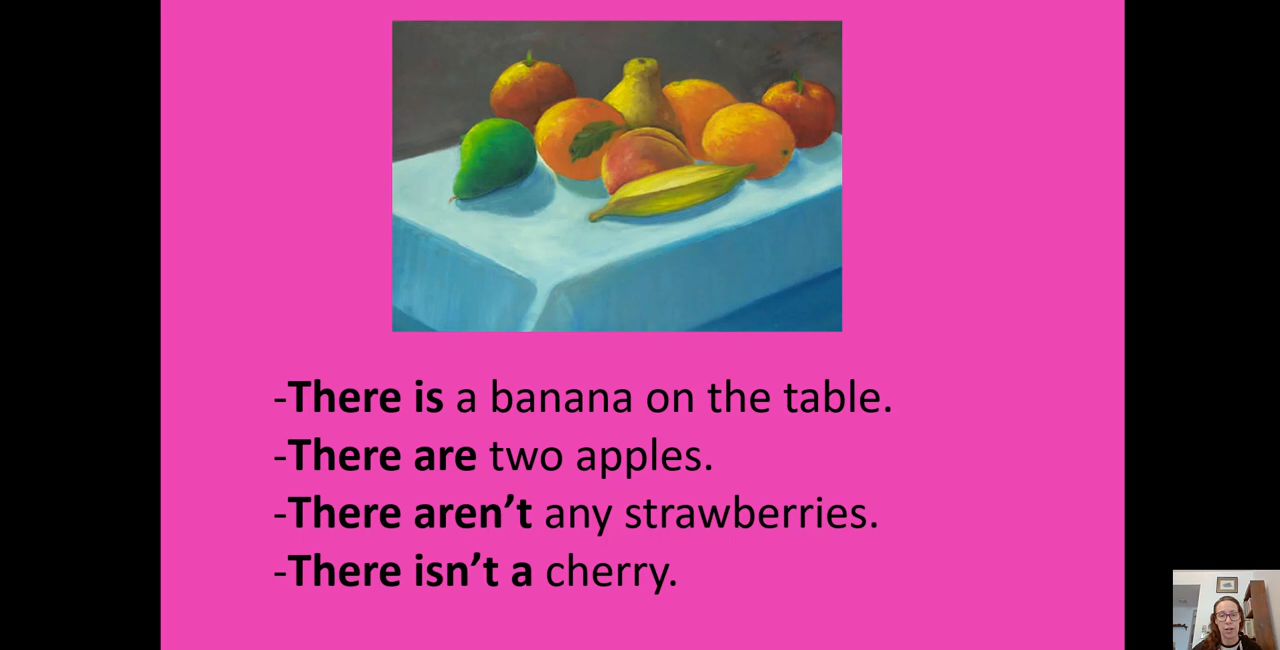 -There is a banana on the table.
-There are two apples.
-There aren’t any strawberries.
-There isn’t a cherry.